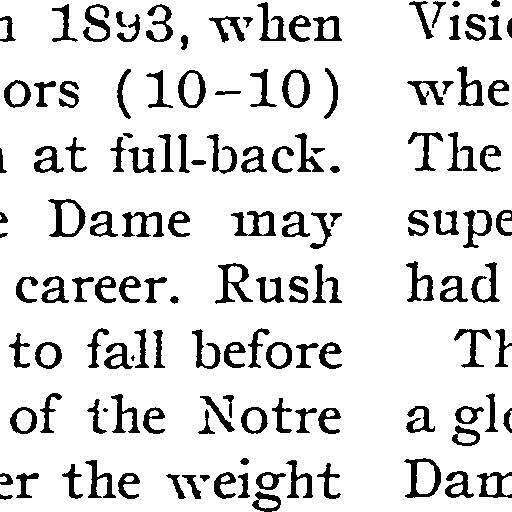 1893, when
ors (10-10)
at full-back.
Dame may
career. Rush
to fall before
of the Notre
er the weight
Visi
whe
The
supe
had
Th
a glo
Dam